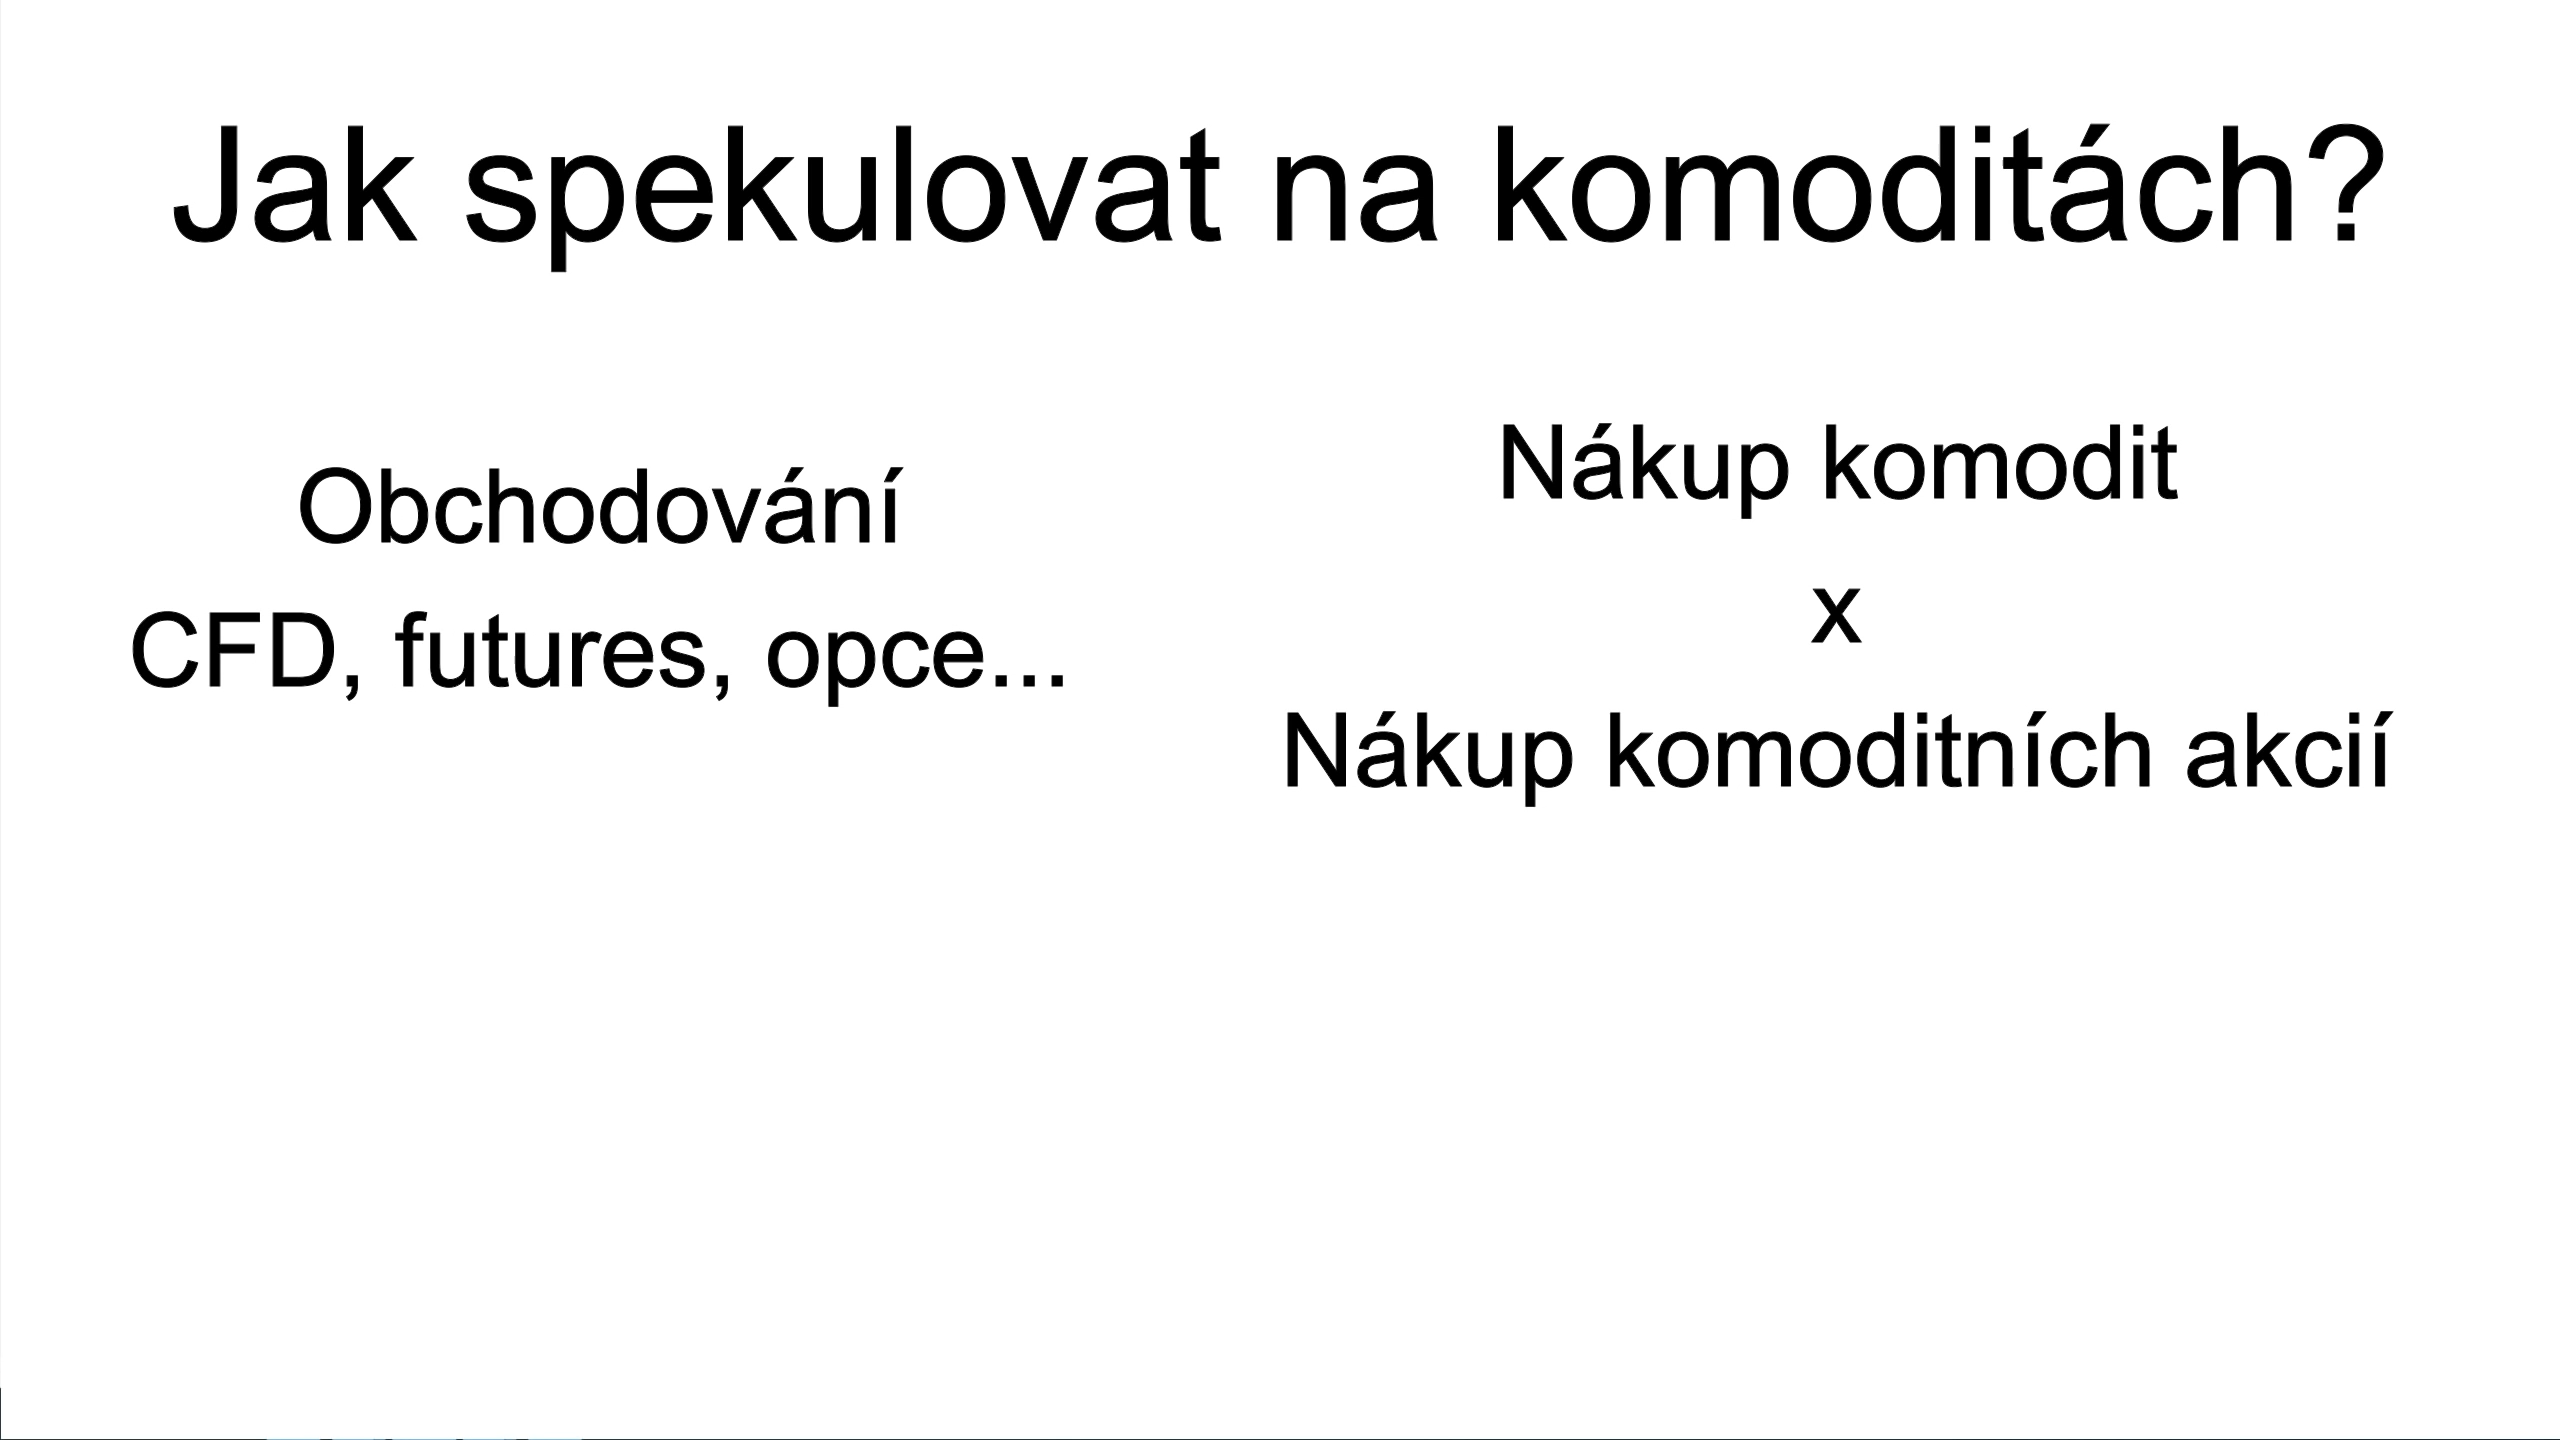 Jak spekulovat na komoditách?
Obchodování
CFD, futures, opce...
Nákup komodit
x
Nákup komoditních akcií